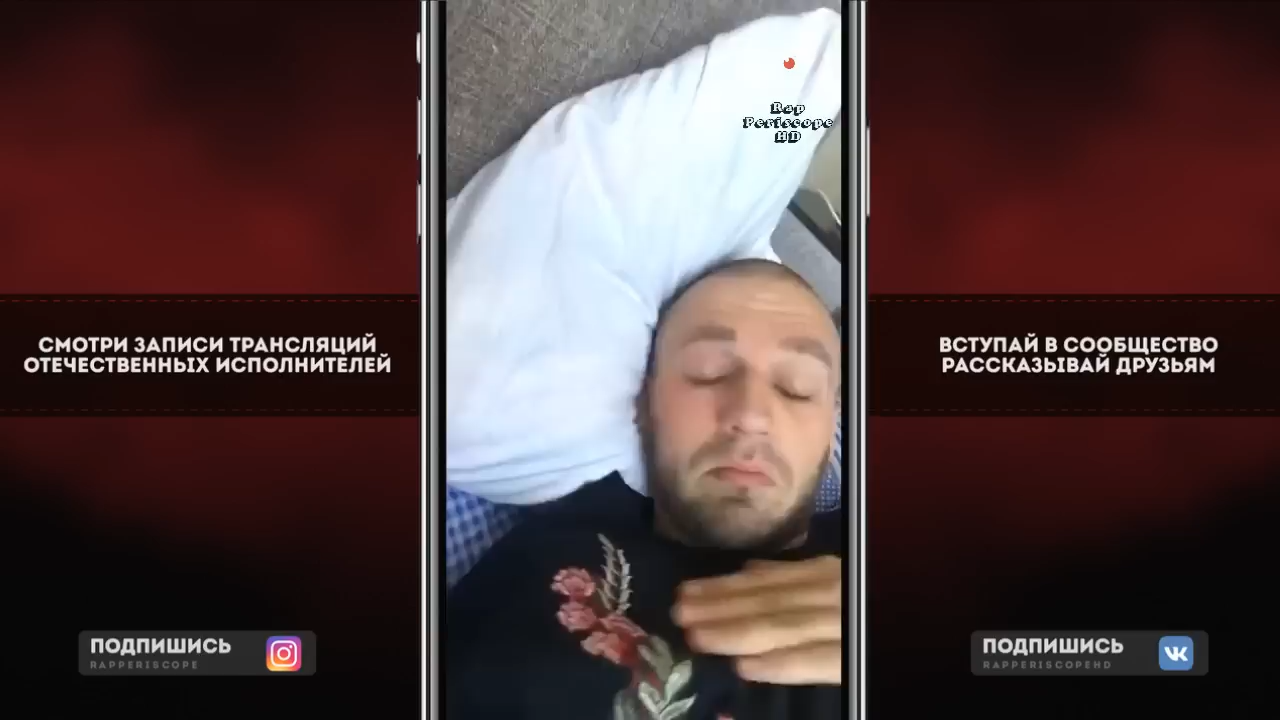 Rap
Periscope
HD
СМОТРИ ЗАПИСИ ТРАНСЛЯЦИЙ
ОТЕЧЕСТВЕННЫХ ИСПОЛНИТЕЛЕЙ
ВСТУПАЙ В СООБЩЕСТВО
РАССКАЗЫВАЙ ДРУЗЬЯМ
ПОДПИШИСЬ
RAPPERISCOPE
ПОДПИШИСЬ
RAPPERISCOPEHD